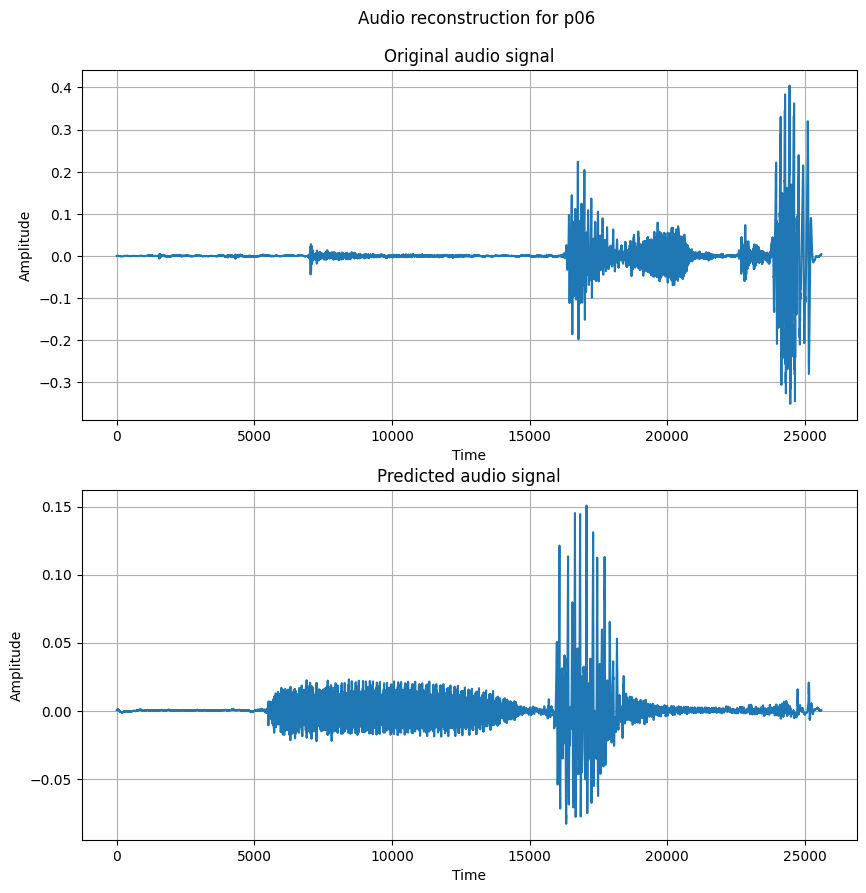 Audio reconstruction for p06
Original audio signal
0.4
0.3
0.2
0.1
0.0
−0.1
−0.2
−0.3
Amplitude
0 5000 10000 15000 20000 25000
Time
Predicted audio signal
0.15
0.10
0.05
0.00
−0.05
Amplitude
0 5000 10000 15000 20000 25000
Time